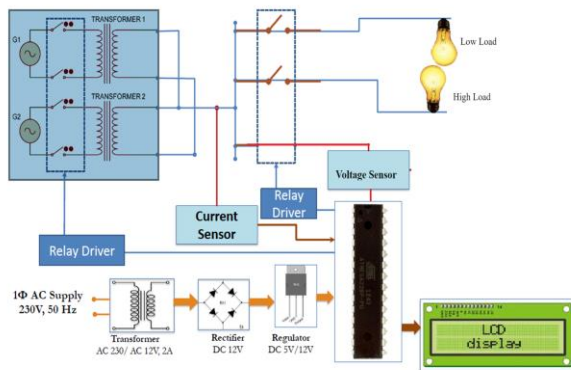 TRANSFORMER 1
G1
TRANSFORMER 2
G2
Low Load
High Load
Voltage Sensor
Relay
Driver
Current
Sensor
Relay Driver
1Φ AC Supply
230V, 50 Hz
Transformer
AC 230/ AC 12V, 2A
Rectifier
DC 12V
Regulator
DC 5V/12V
LCD
display